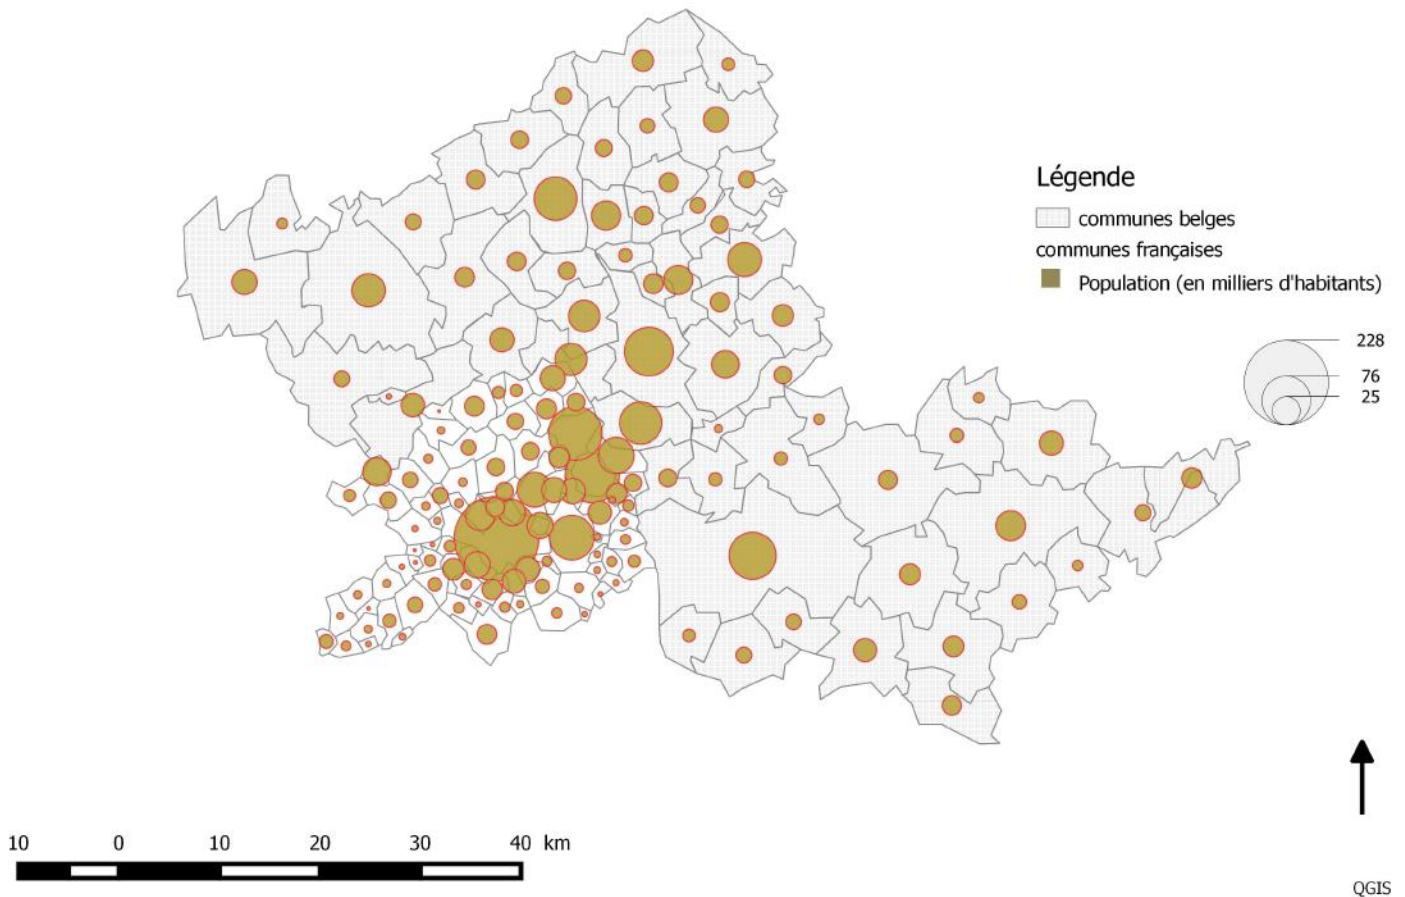 Légende
communes belges
communes françaises
Population (en milliers d'habitants)
228
76
25
10 0 10 20 30 40 km
QGIS